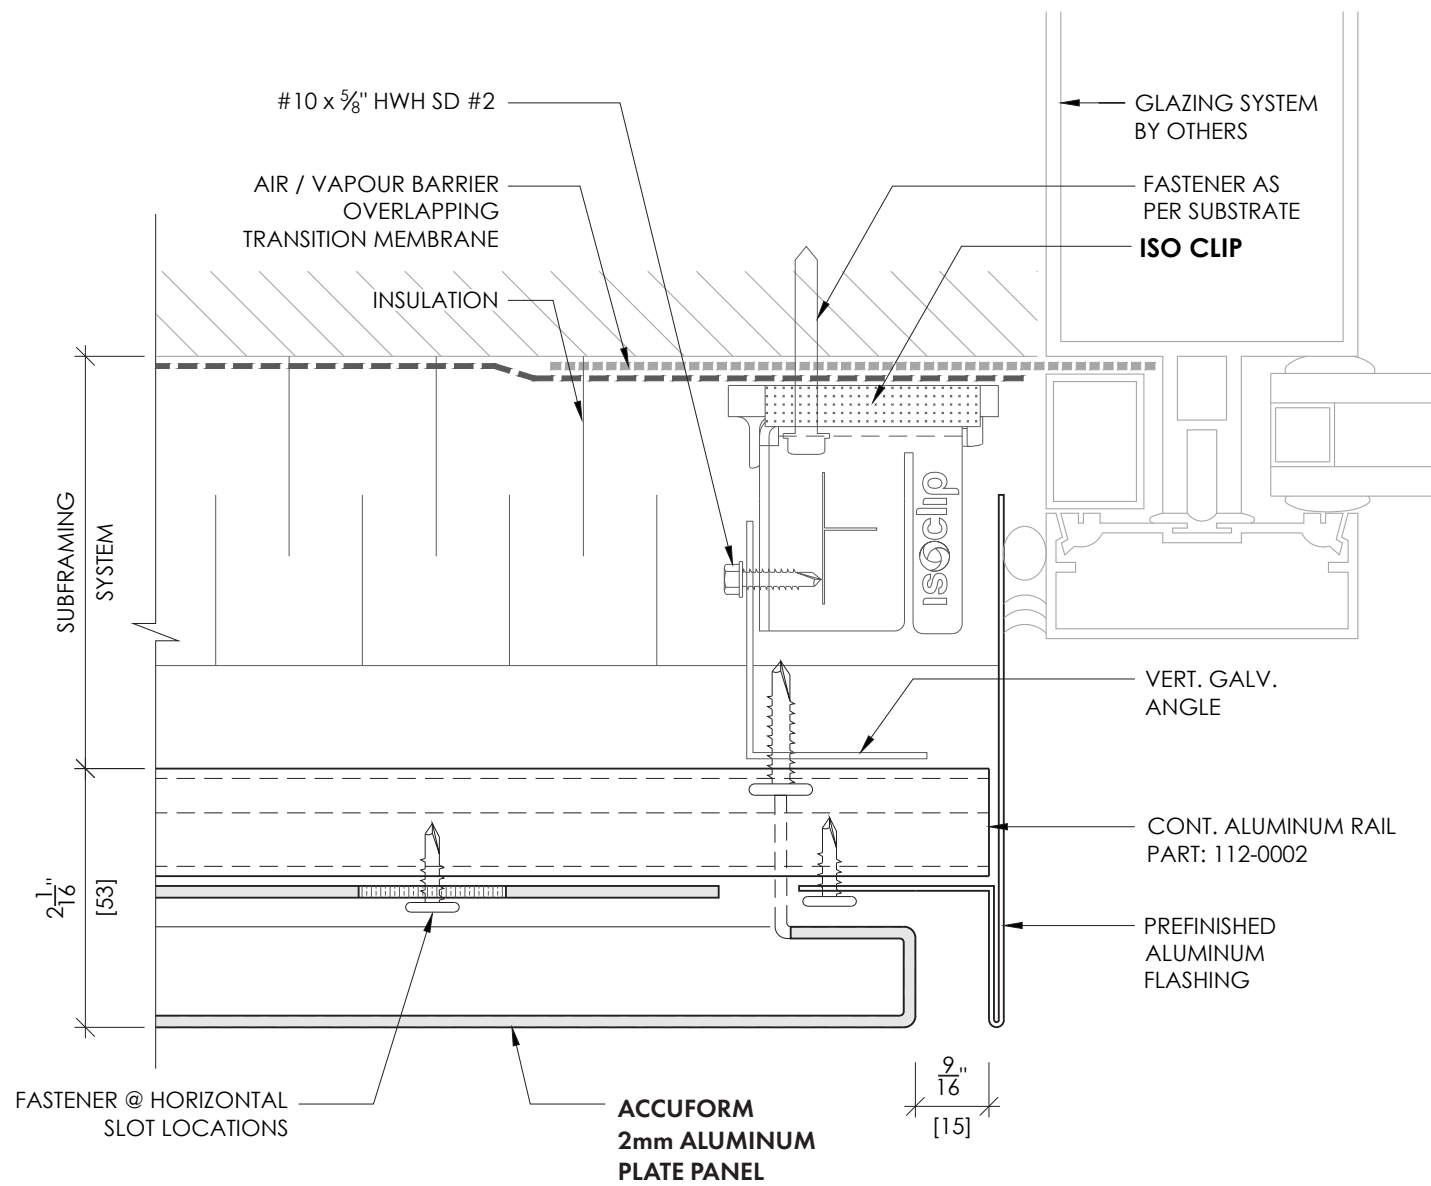 #10 x 5/8" HWH SD #2
GLAZING SYSTEM
BY OTHERS
AIR / VAPOUR BARRIER
OVERLAPPING
TRANSITION MEMBRANE
FASTENER AS
PER SUBSTRATE
ISO CLIP
INSULATION
SUBFRAMING
SYSTEM
isoclip
VERT. GALV.
ANGLE
CONT. ALUMINUM RAIL
PART: 112-0002
2 1/16"
[53]
PREFINISHED
ALUMINUM
FLASHING
9/16"
[15]
FASTENER @ HORIZONTAL
SLOT LOCATIONS
ACCUFORM
2mm ALUMINUM
PLATE PANEL